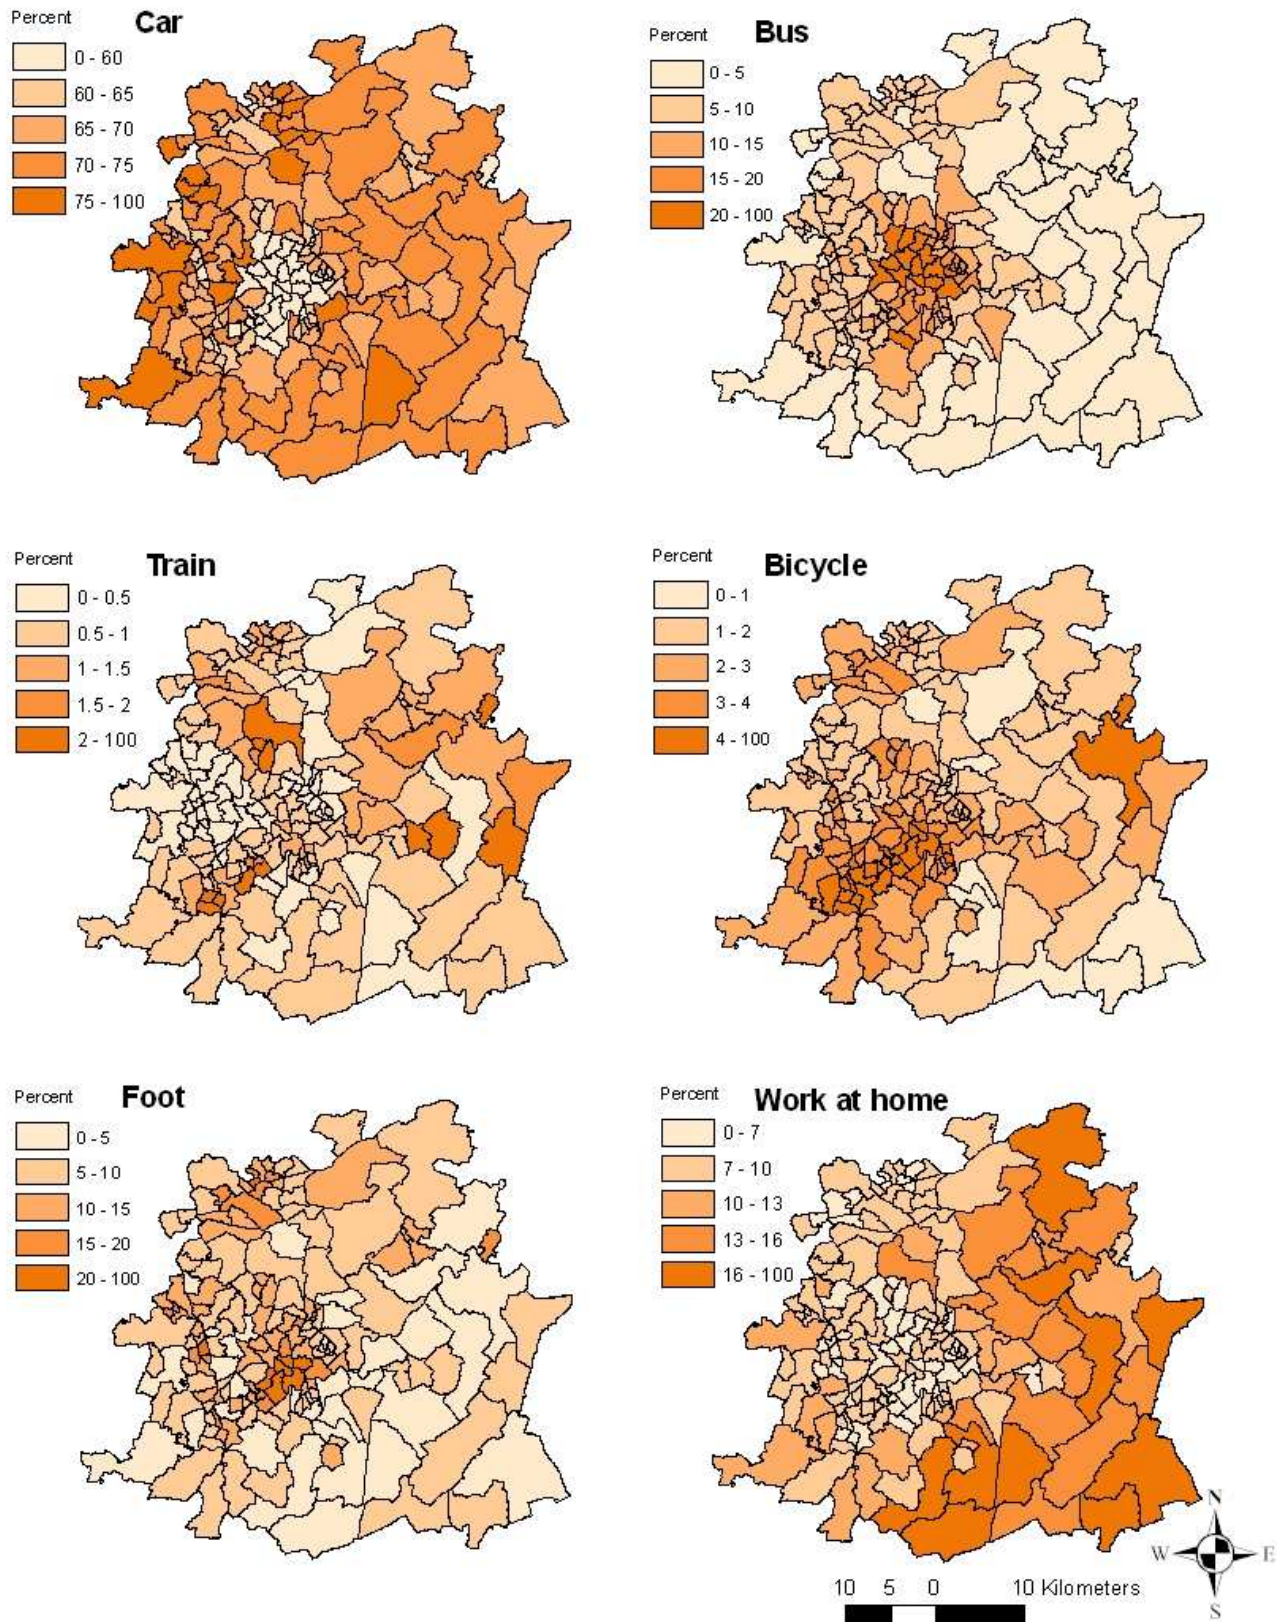 Percent
Car
0 - 60
60 - 65
65 - 70
70 - 75
75 - 100
Percent
Bus
0 - 5
5 - 10
10 - 15
15 - 20
20 - 100
Percent
Train
0 - 0.5
0.5 - 1
1 - 1.5
1.5 - 2
2 - 100
Percent
Bicycle
0 - 1
1 - 2
2 - 3
3 - 4
4 - 100
Percent
Foot
0 - 5
5 - 10
10 - 15
15 - 20
20 - 100
Percent
Work at home
0 - 7
7 - 10
10 - 13
13 - 16
16 - 100
N
W E
S
10 5 0 10 Kilometers